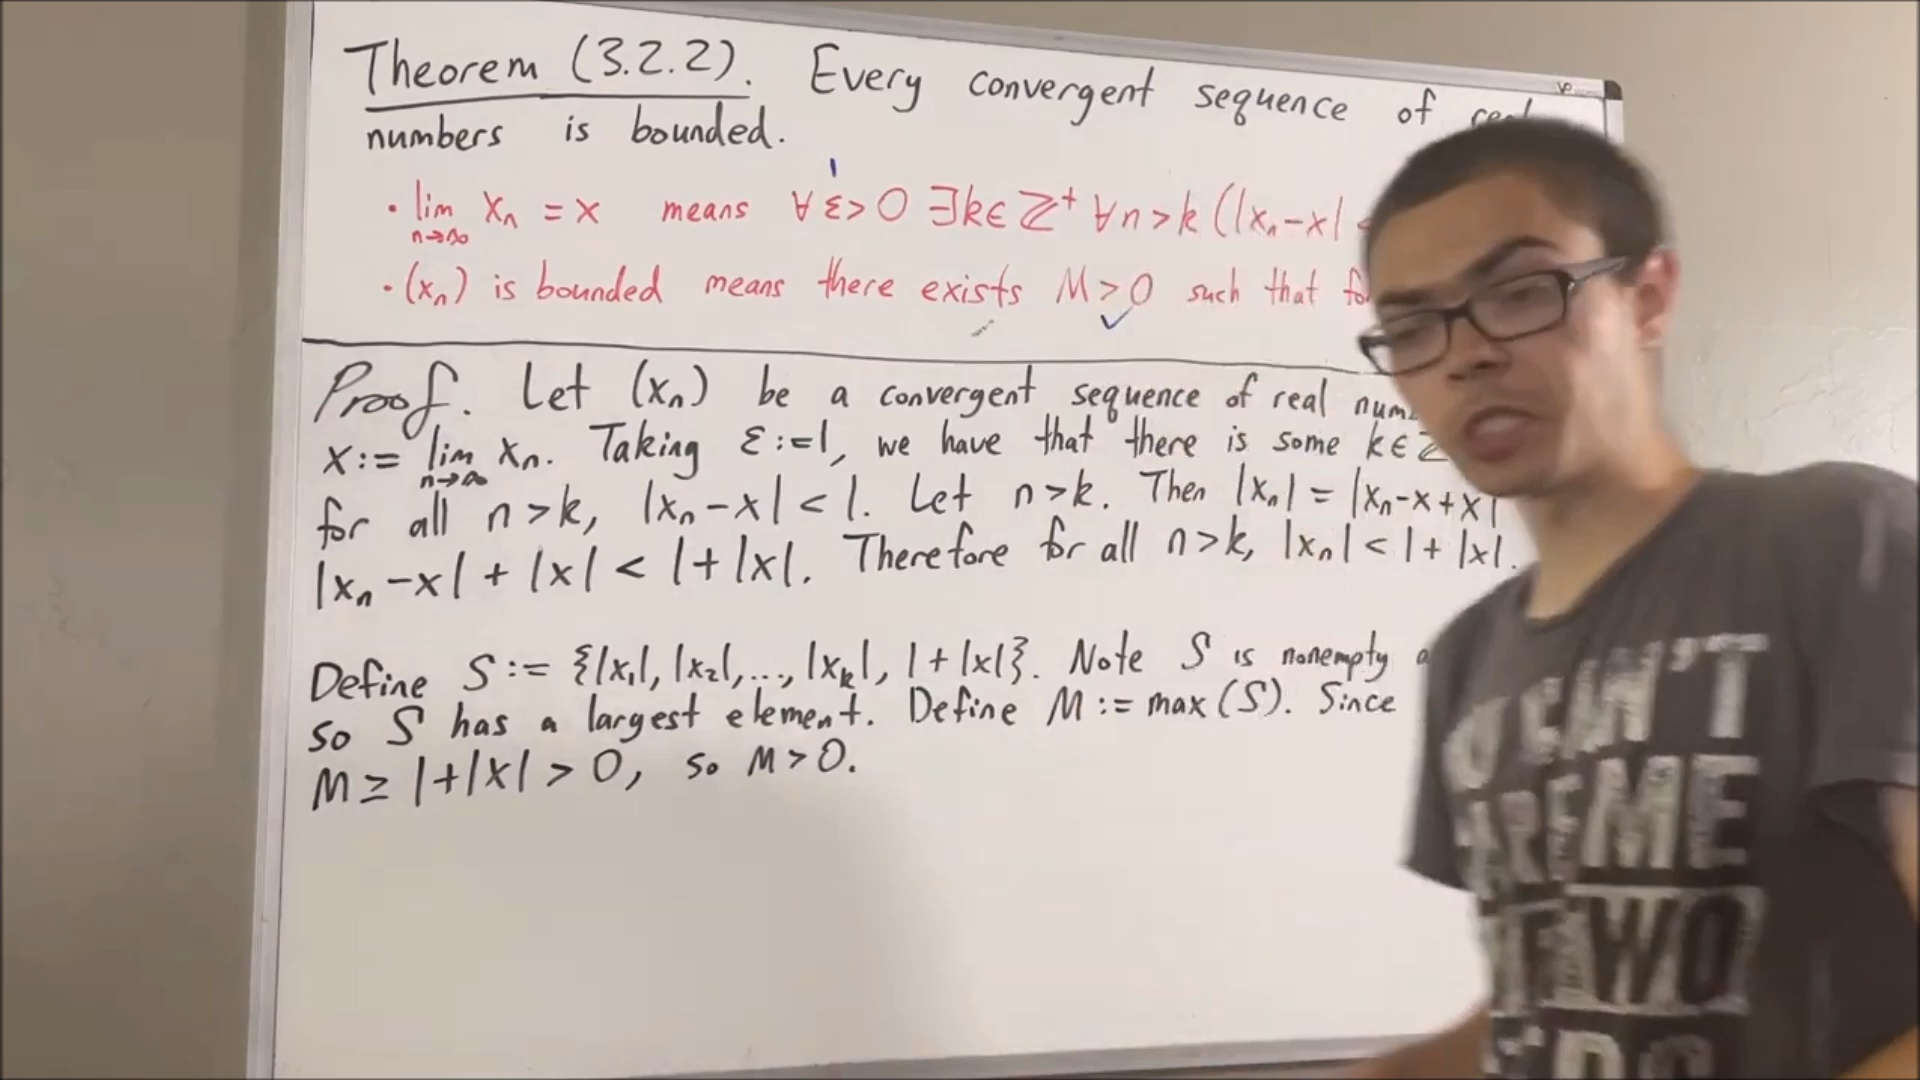 Theorem (3.2.2). Every convergent sequence of real
numbers is bounded.
• lim n→∞ xₙ = x means ∀ ε > 0 ∃k∈ℤ⁺ ∀n > k (|xₙ-x| <
• (xₙ) is bounded means there exists M > 0 such that
Proof. Let (xₙ) be a convergent sequence of real
x := lim n→∞ xₙ. Taking ε := 1, we have that there is some k∈ℤ
for all n > k, |xₙ-x| < 1. Let n > k. Then |xₙ| = |xₙ-x+x|
|xₙ-x| + |x| < 1+|x|. Therefore for all n > k, |xₙ| < 1+|x|.
Define S := {|x₁|, |x₂|, ..., |xₖ|, 1+|x|}. Note S is nonempty
so S has a largest element. Define M := max(S). Since
M ≥ 1+|x| > 0, so M > 0.
CAN'T